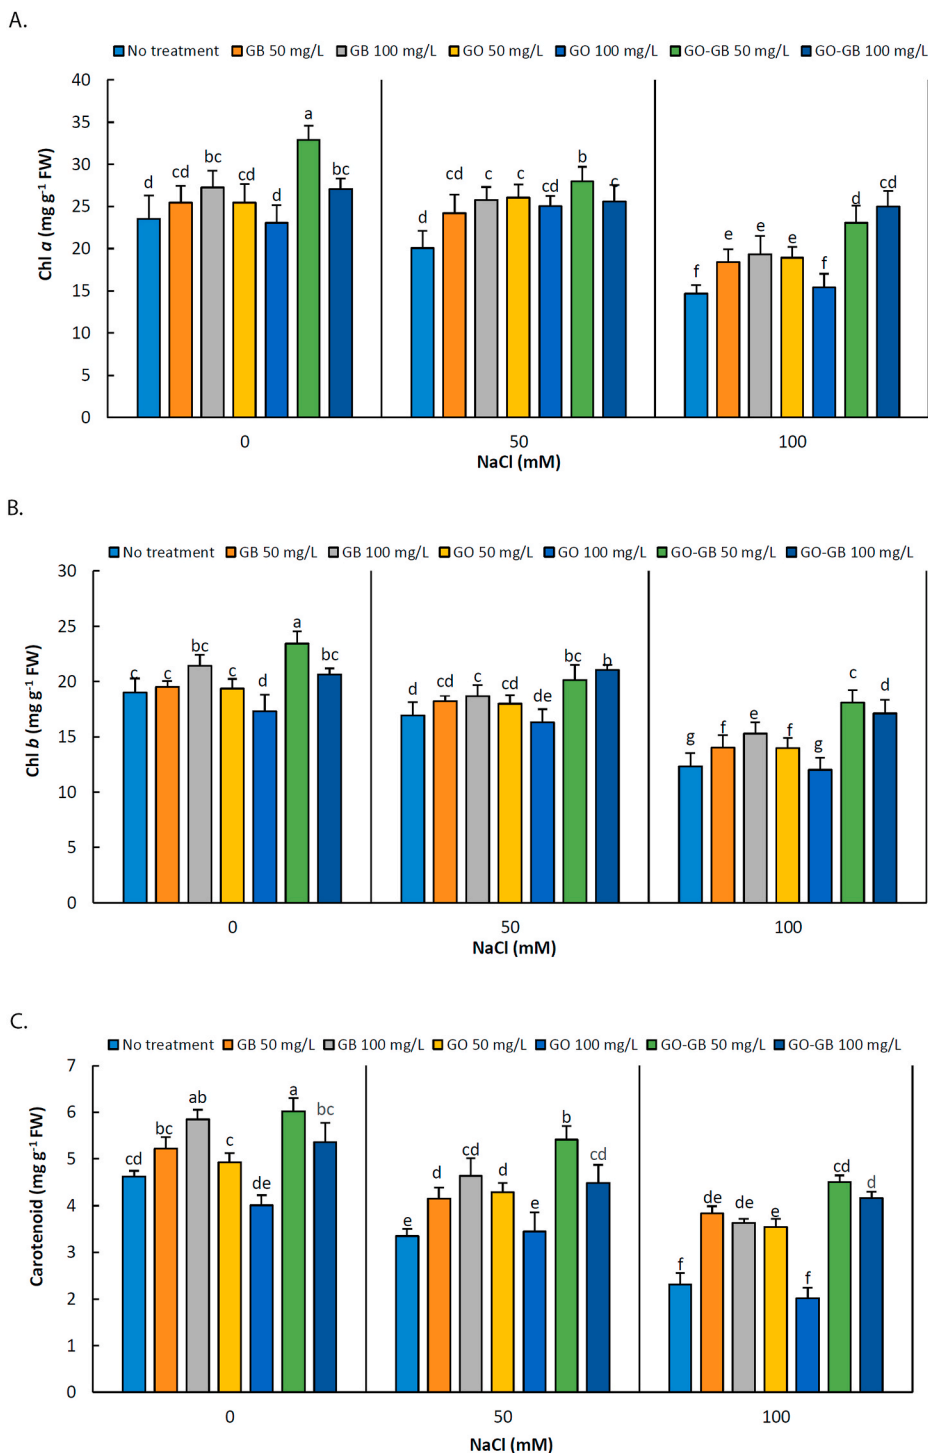 A.
No treatment GB 50 mg/L GB 100 mg/L GO 50 mg/L GO 100 mg/L GO-GB 50 mg/L GO-GB 100 mg/L
Chl a (mg g-1 FW)
40
35
30
25
20
15
10
5
0
d cd bc cd d a bc
d cd c c cd b c
f e e e f d cd
0 50 100
NaCl (mM)
B.
No treatment GB 50 mg/L GB 100 mg/L GO 50 mg/L GO 100 mg/L GO-GB 50 mg/L GO-GB 100 mg/L
Chl b (mg g-1 FW)
30
25
20
15
10
5
0
c c bc c d a bc
d cd c cd de bc b
g f e f g c d
0 50 100
NaCl (mM)
C.
No treatment GB 50 mg/L GB 100 mg/L GO 50 mg/L GO 100 mg/L GO-GB 50 mg/L GO-GB 100 mg/L
Carotenoid (mg g-1 FW)
7
6
5
4
3
2
1
0
cd bc ab c de a bc
e d cd d e b cd
f de de e f cd d
0 50 100
NaCl (mM)